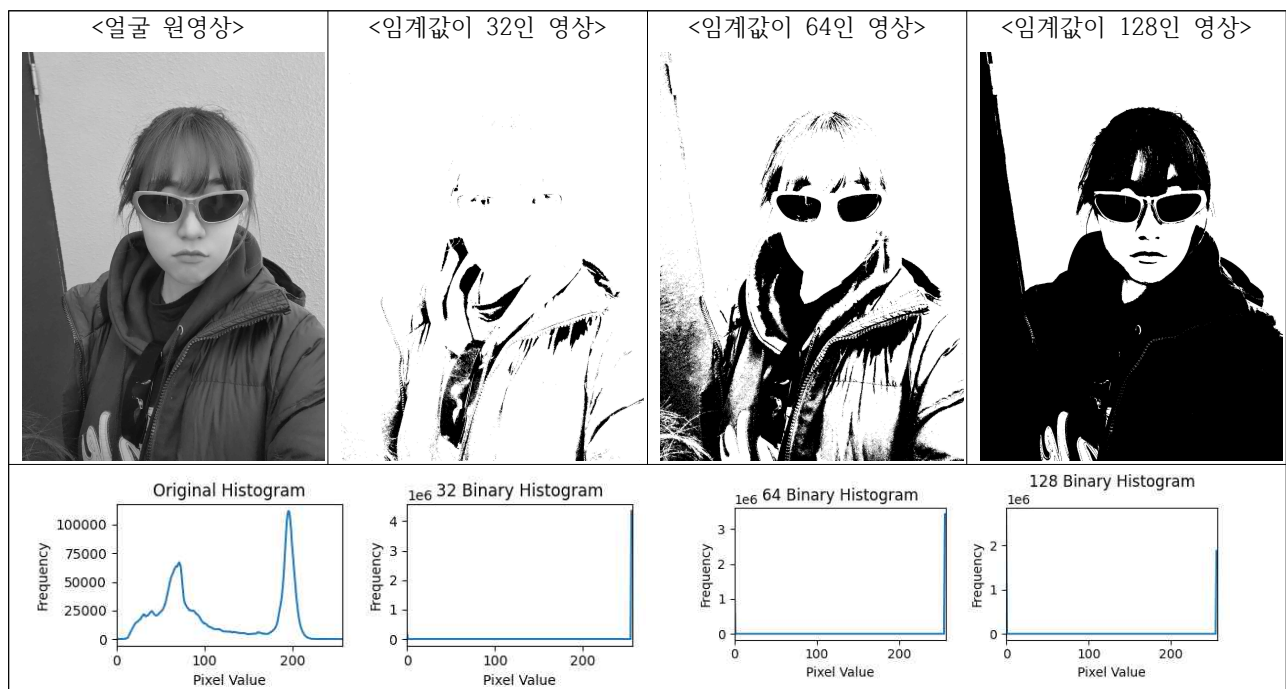 <얼굴 원영상>
<임계값이 32인 영상>
<임계값이 64인 영상>
<임계값이 128인 영상>
Original Histogram
Frequency
100000
75000
50000
25000
0
0 100 200
Pixel Value
1e6 32 Binary Histogram
Frequency
4
3
2
1
0
0 100 200
Pixel Value
1e6 64 Binary Histogram
Frequency
3
2
1
0
0 100 200
Pixel Value
128 Binary Histogram
1e6
Frequency
2
1
0
0 100 200
Pixel Value